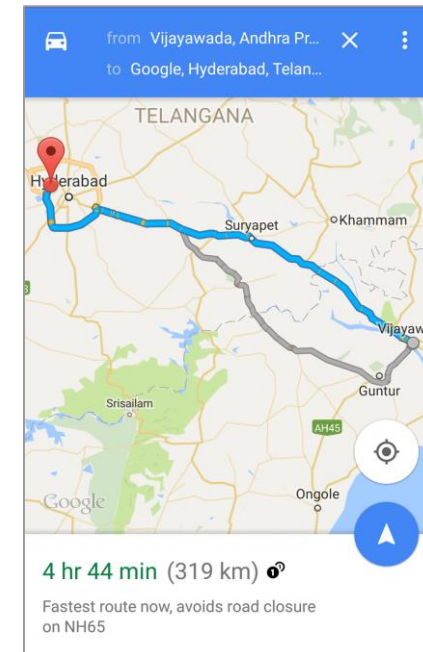 from Vijayawada, Andhra Pr...
to Google, Hyderabad, Telan...
TELANGANA
Hyderabad
Suryapet
Khammam
Vijayaw
Guntur
Srisailam
AH45
Ongole
Google
4 hr 44 min (319 km)
Fastest route now, avoids road closure
on NH65